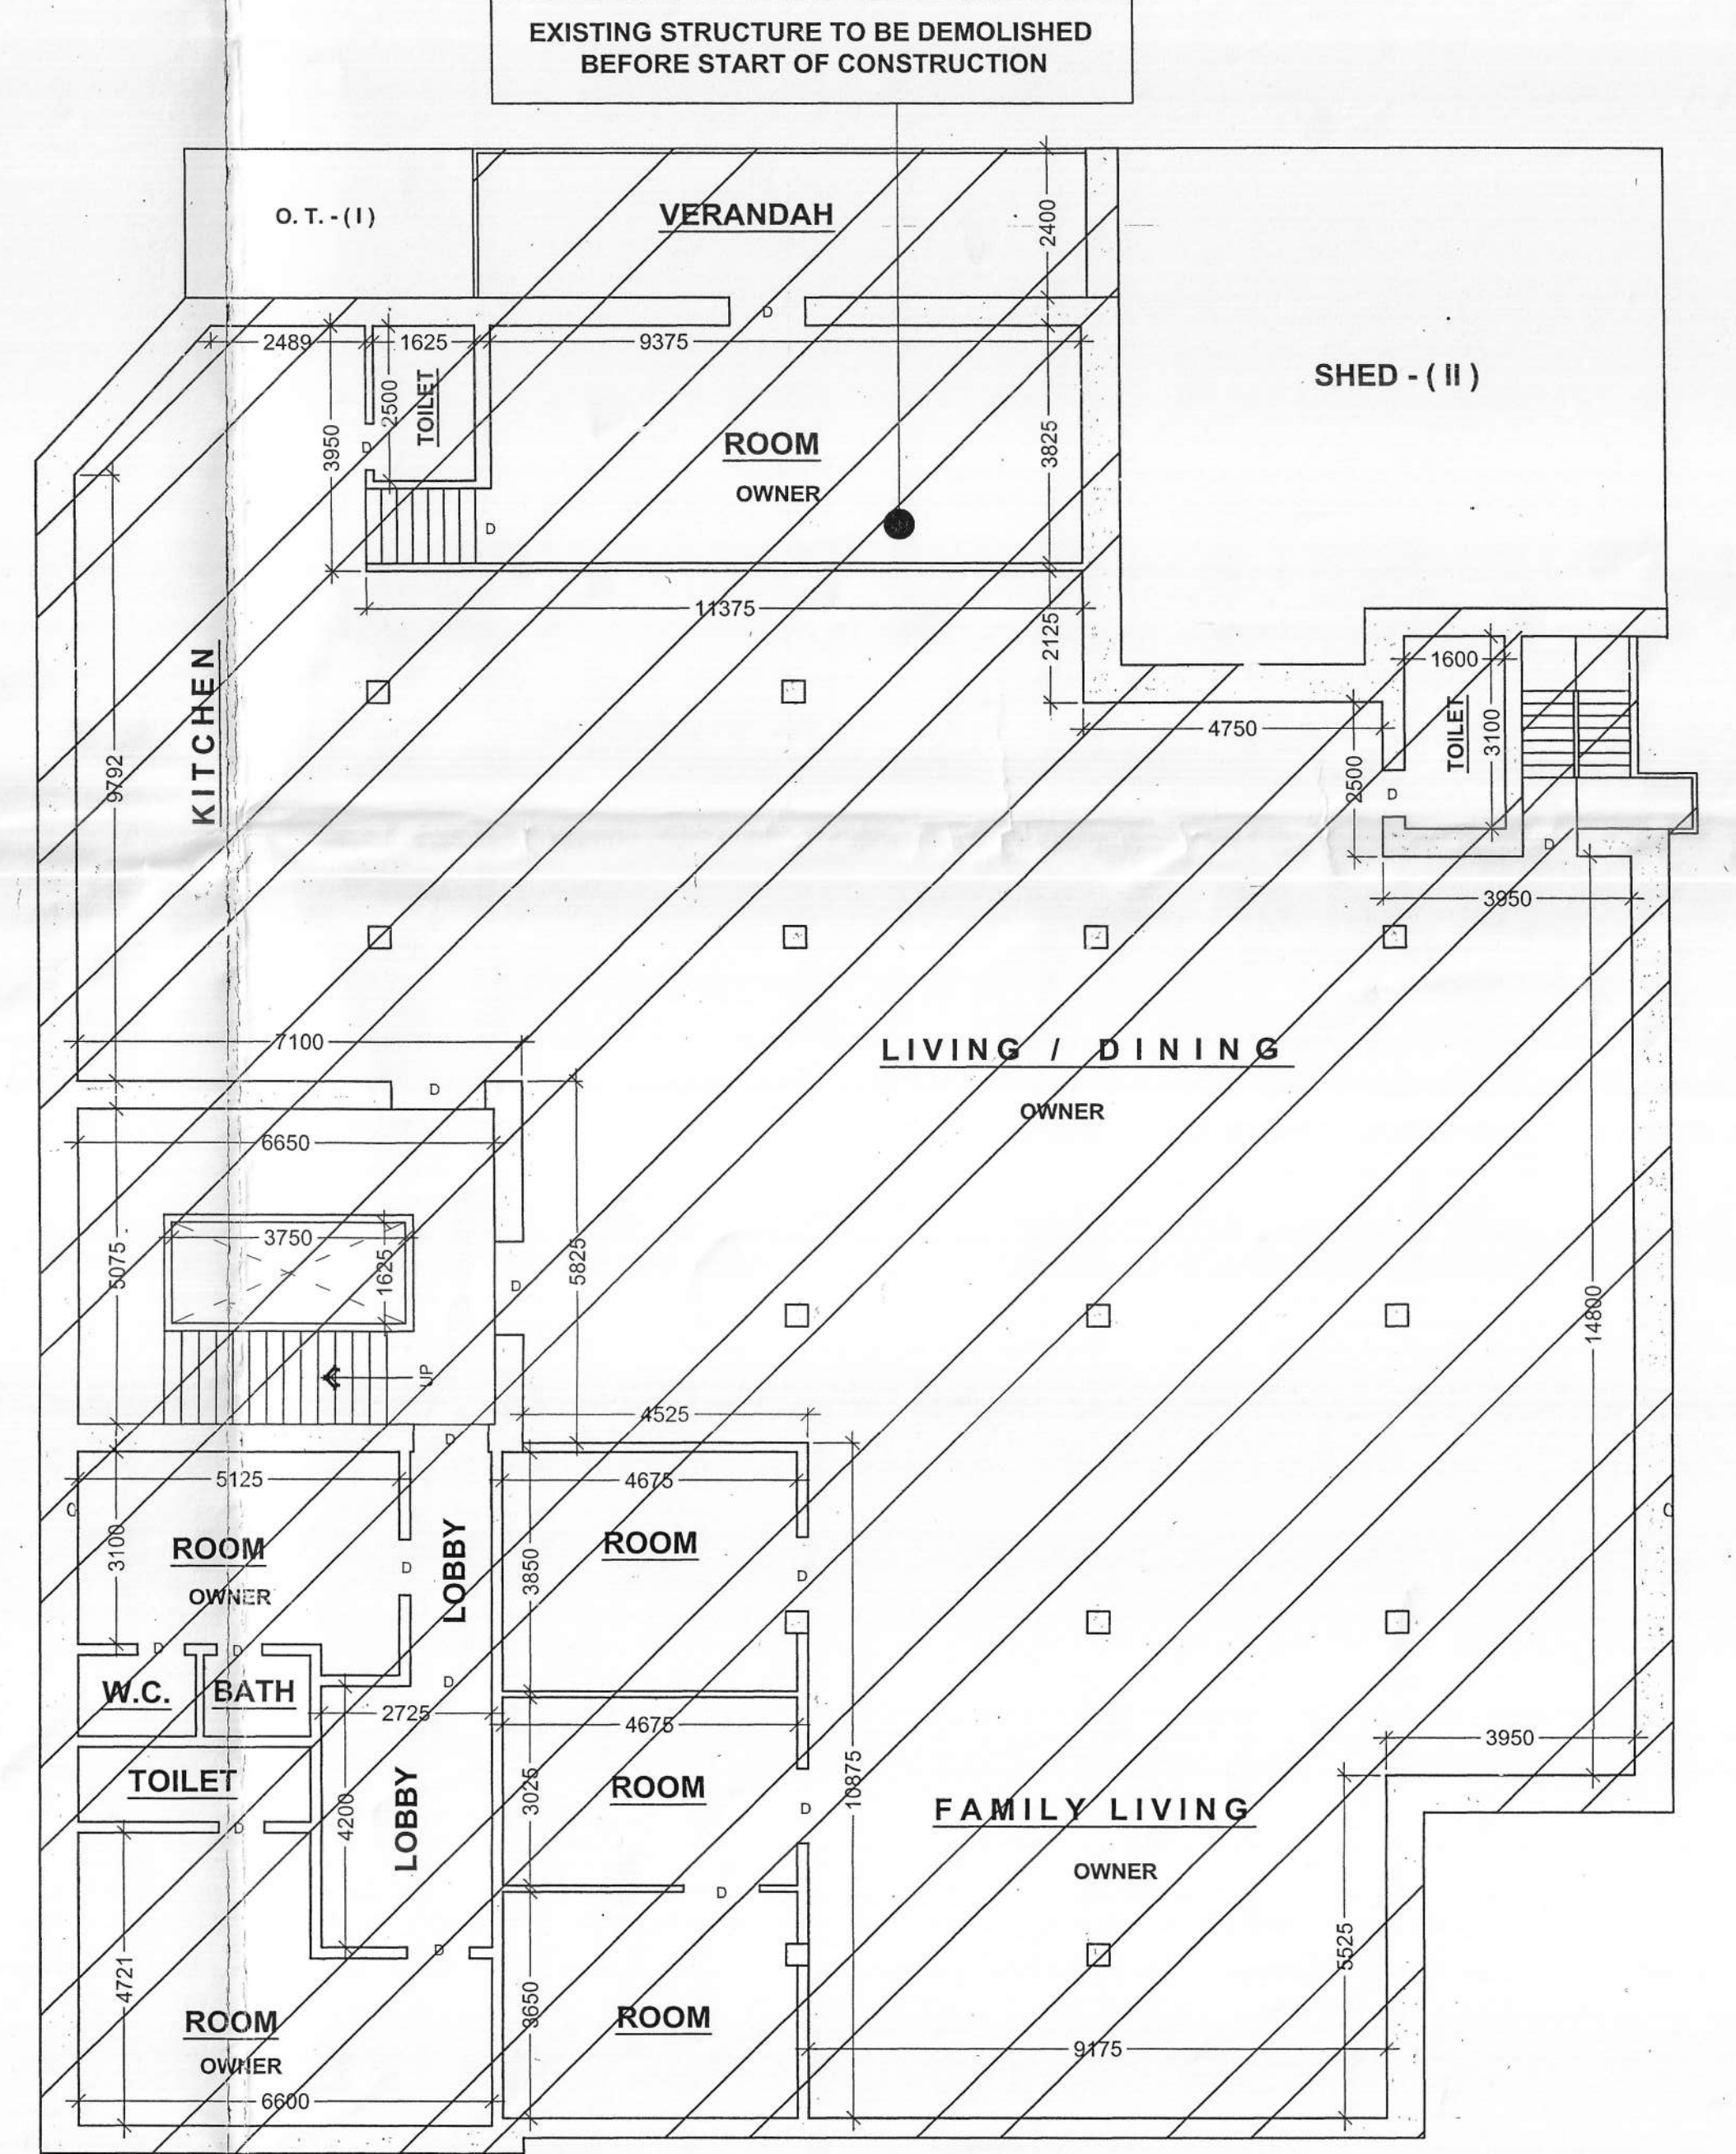 EXISTING STRUCTURE TO BE DEMOLISHED
BEFORE START OF CONSTRUCTION
O. T. - ( I )
VERANDAH
2400
D
2489
1625
9375
2500
TOILET
3950
D
ROOM
OWNER
3825
SHED - ( II )
D
11375
2125
KITCHEN
9792
1600
TOILET
3100
4750
2500
D
D
3950
7100
LIVING / DINING
OWNER
D
6650
5075
3750
1625
5825
D
14800
UP
4525
D
5125
4675
3100
ROOM
OWNER
D
LOBBY
3850
ROOM
D
D
D
W.C.
BATH
D
2725
4675
TOILET
D
4200
LOBBY
3025
ROOM
D
10875
3950
FAMILY LIVING
OWNER
D
D
4721
ROOM
OWNER
3650
ROOM
5525
9175
6600